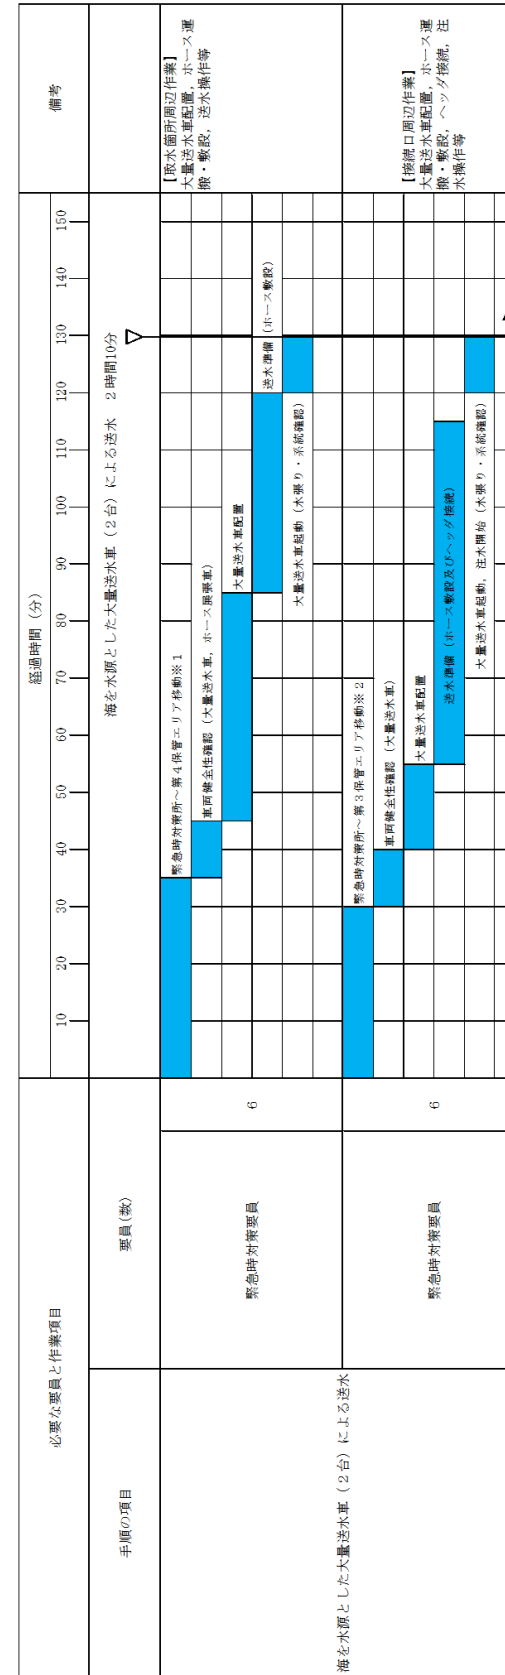 必要な要員と作業項目
経過時間（分）
備考
10
20
30
40
50
60
70
80
90
100
110
120
130
140
150
手順の項目
要員(数)
海を水源とした大量送水車（２台）による送水　２時間10分
海を水源とした大量送水車（２台）による送水
緊急時対策要員
6
緊急時対策所～第４保管エリア移動※１
車両健全性確認（大量送水車，ホース展張車）
大量送水車配置
送水準備（ホース敷設）
大量送水車起動（水張り・系統確認）
【取水箇所周辺作業】
大量送水車配置，ホース運
搬・敷設，送水操作等
緊急時対策要員
6
緊急時対策所～第３保管エリア移動※２
車両健全性確認（大量送水車）
大量送水車配置
送水準備（ホース敷設及びヘッダ接続）
大量送水車起動，注水開始（水張り・系統確認）
【接続口周辺作業】
大量送水車配置，ホース運
搬・敷設，ヘッダ接続，注
水操作等